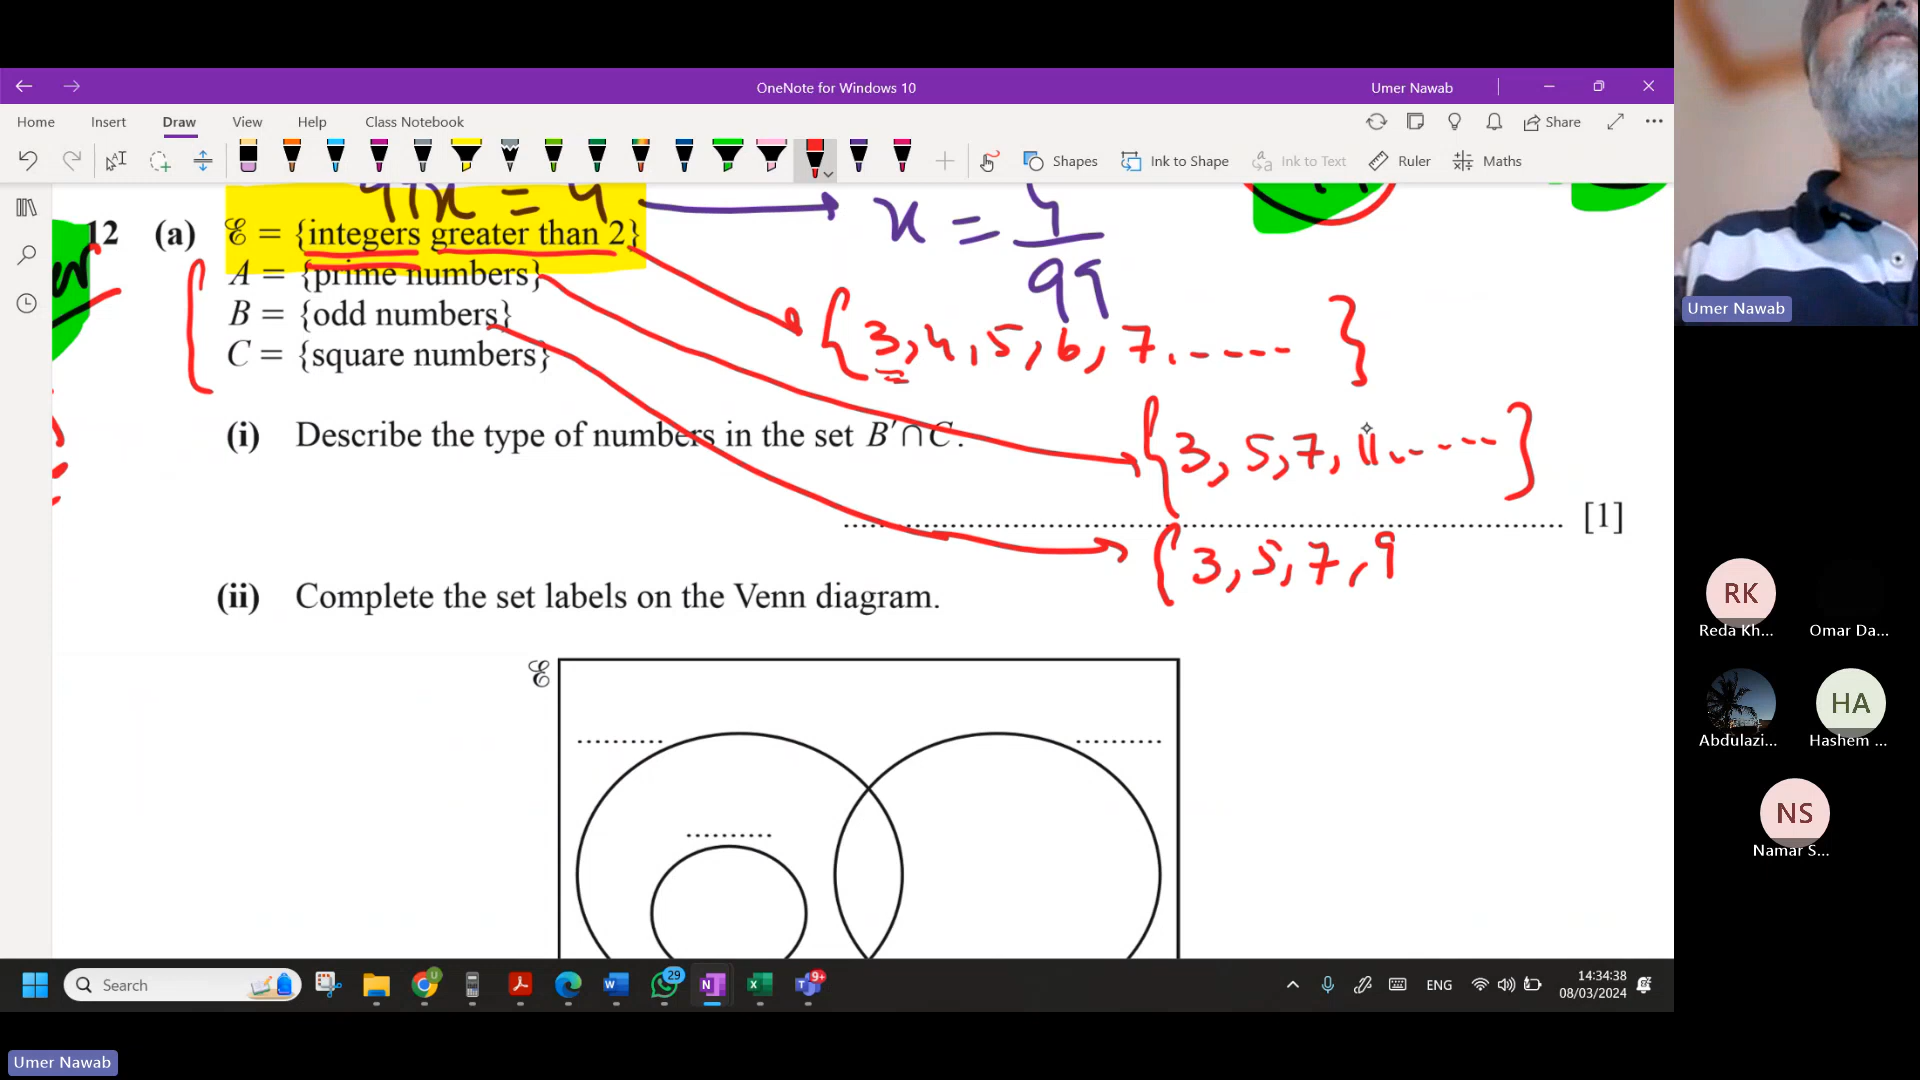 OneNote for Windows 10
Umer Nawab
Home Insert Draw View Help Class Notebook
Share
Shapes Ink to Shape Ink to Text Ruler Maths
x = 4/99
12 (a) ℰ = {integers greater than 2}
A = {prime numbers}
B = {odd numbers}
{3, 4, 5, 6, 7, ----- }
C = {square numbers}
(i) Describe the type of numbers in the set B′∩C.
{3, 5, 7, 11, ----- }
[1]
{3, 5, 7, 9
(ii) Complete the set labels on the Venn diagram.
ℰ
Umer Nawab
RK
Reda Kh...
Omar Da...
Abdulazi...
HA
Hashem ...
NS
Namar S...
Search
29
9+
ENG
14:34:38
08/03/2024
Umer Nawab